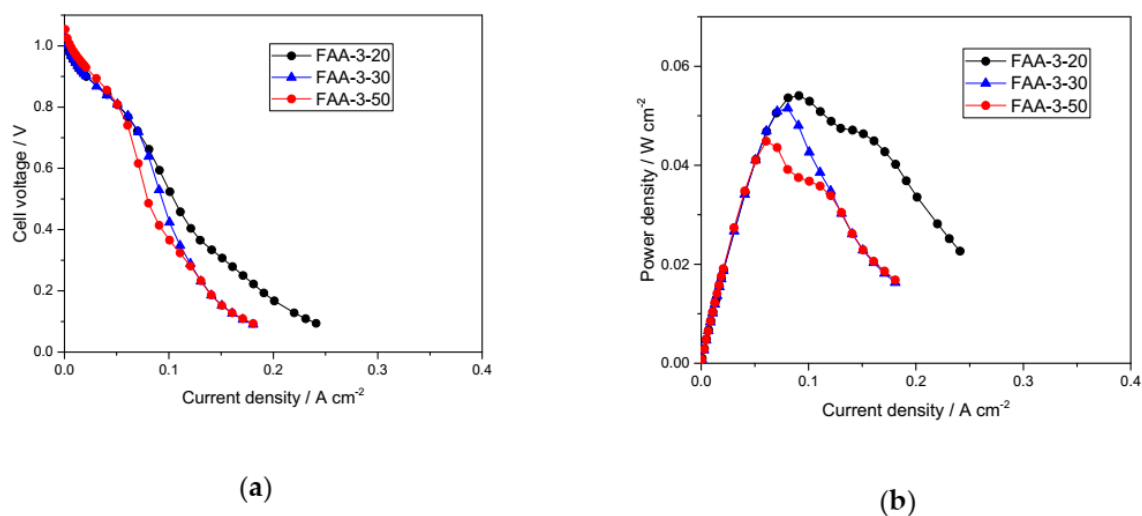 FAA-3-20
FAA-3-30
FAA-3-50
1.0
0.8
0.6
0.4
0.2
0.0
Cell voltage / V
0.0 0.1 0.2 0.3 0.4
Current density / A cm-2
(a)
FAA-3-20
FAA-3-30
FAA-3-50
0.06
0.04
0.02
0.00
Power density / W cm-2
0.0 0.1 0.2 0.3 0.4
Current density / A cm-2
(b)